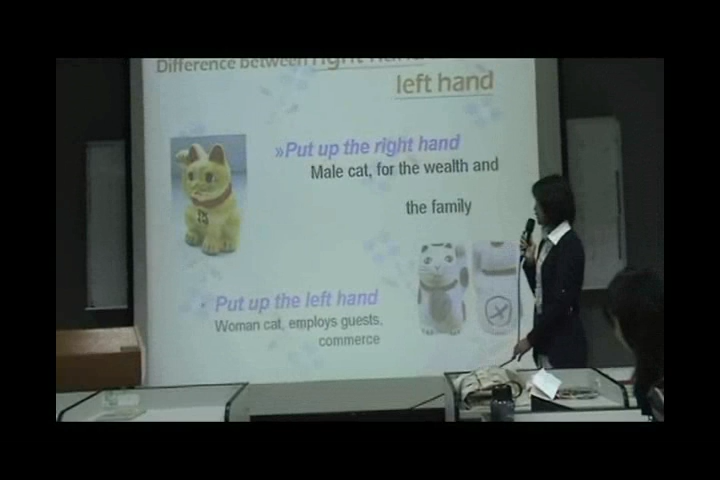 Difference between right hand
left hand
»Put up the right hand
Male cat, for the wealth and
the family
Put up the left hand
Woman cat, employs guests,
commerce